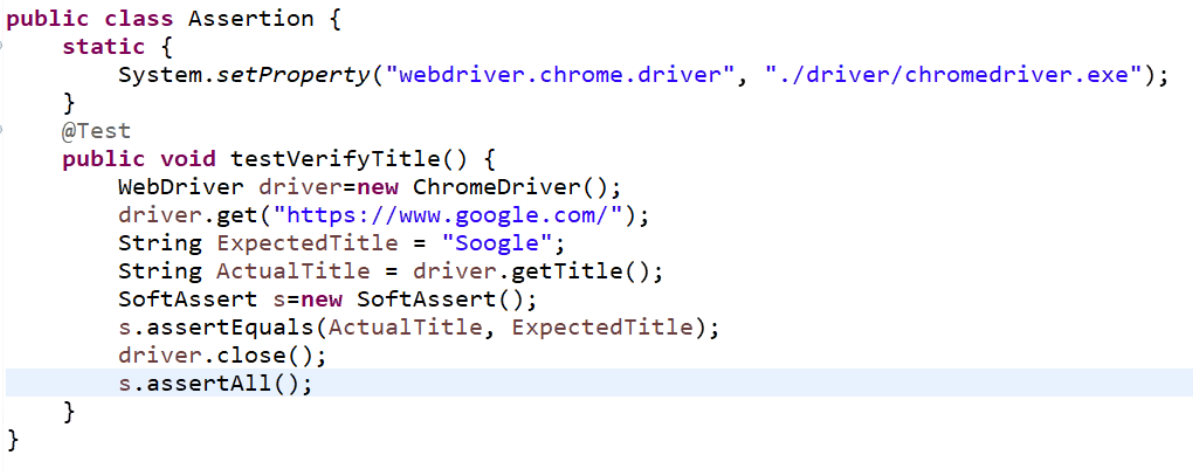 public class Assertion {
    static {
        System.setProperty("webdriver.chrome.driver", "./driver/chromedriver.exe");
    }
    @Test
    public void testVerifyTitle() {
        WebDriver driver=new ChromeDriver();
        driver.get("https://www.google.com/");
        String ExpectedTitle = "Soogle";
        String ActualTitle = driver.getTitle();
        SoftAssert s=new SoftAssert();
        s.assertEquals(ActualTitle, ExpectedTitle);
        driver.close();
        s.assertAll();
    }
}